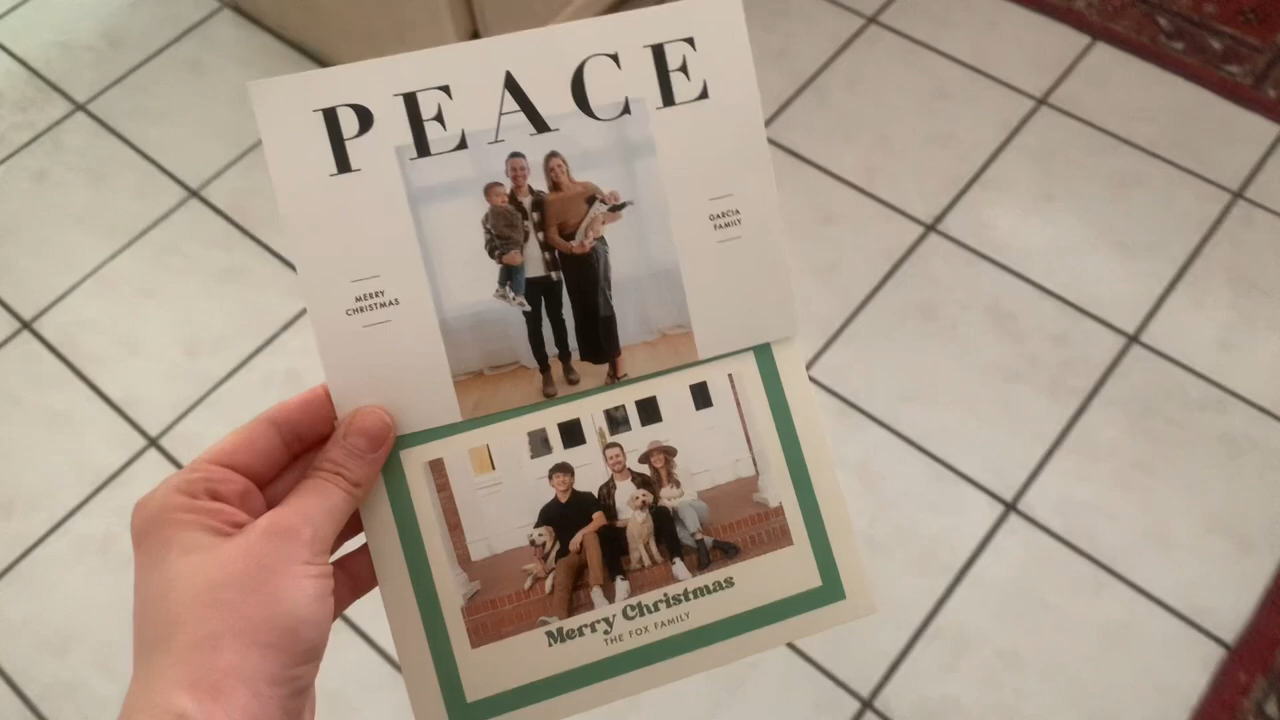 PEACE
GARCIA
FAMILY
MERRY
CHRISTMAS
Merry Christmas
THE FOX FAMILY